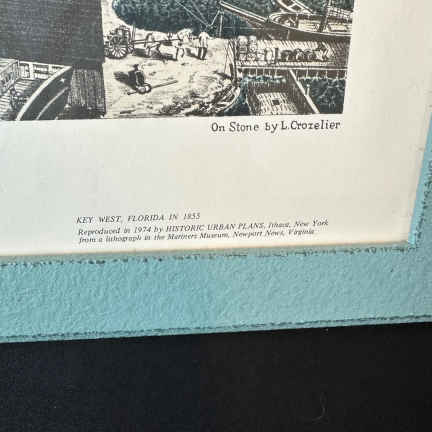 On Stone by L. Crozelier
KEY WEST, FLORIDA IN 1855
Reproduced in 1974 by HISTORIC URBAN PLANS, Ithaca, New York
from a lithograph in the Mariners Museum, Newport News, Virginia